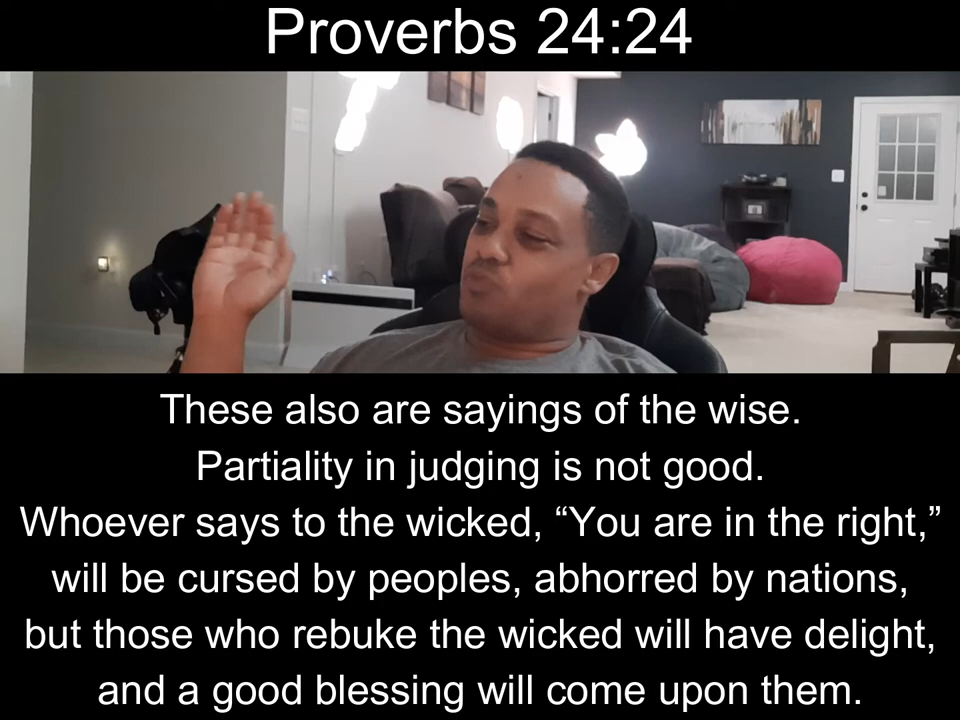 Proverbs 24:24
These also are sayings of the wise.
Partiality in judging is not good.
Whoever says to the wicked, “You are in the right,”
will be cursed by peoples, abhorred by nations,
but those who rebuke the wicked will have delight,
and a good blessing will come upon them.